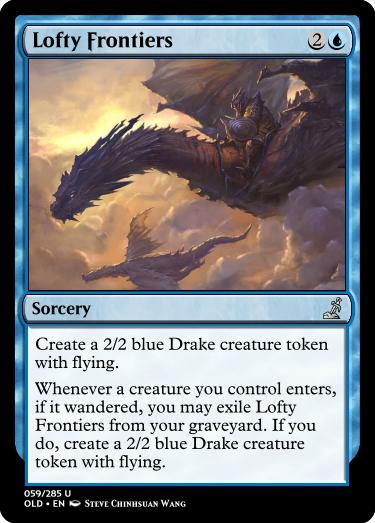 Lofty Frontiers 2
Sorcery
Create a 2/2 blue Drake creature token
with flying.
Whenever a creature you control enters,
if it wandered, you may exile Lofty
Frontiers from your graveyard. If you
do, create a 2/2 blue Drake creature
token with flying.
059/285 U
OLD • EN Steve Chinhsuan Wang